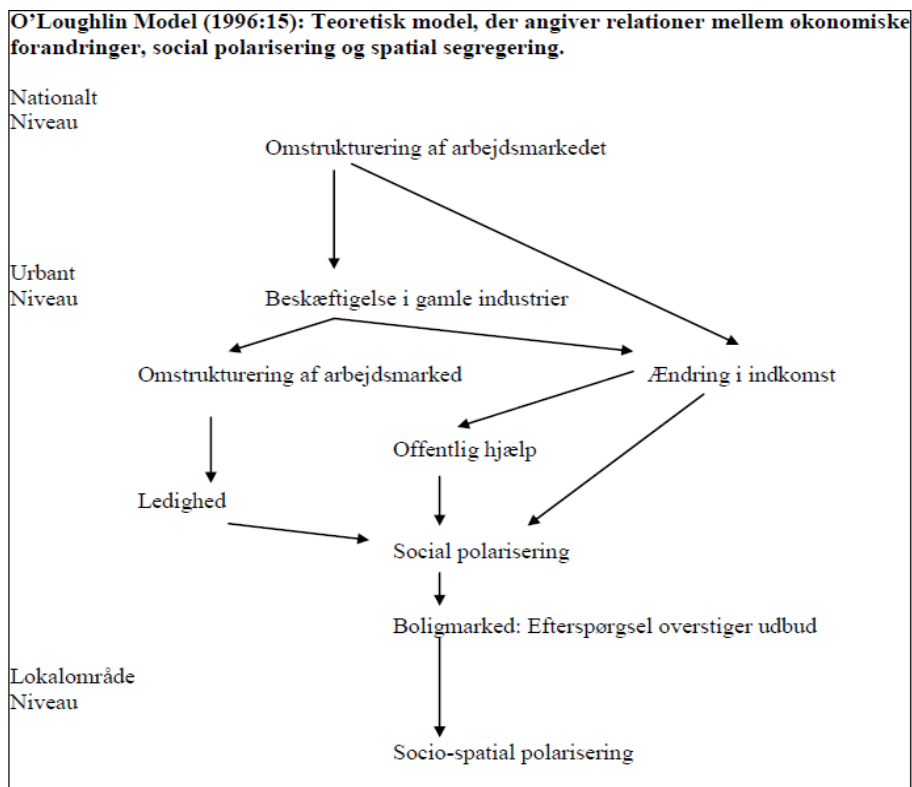 O’Loughlin Model (1996:15): Teoretisk model, der angiver relationer mellem økonomiske
forandringer, social polarisering og spatial segregering.
Nationalt
Niveau
Omstrukturering af arbejdsmarkedet
Urbant
Niveau
Beskæftigelse i gamle industrier
Omstrukturering af arbejdsmarked
Ændring i indkomst
Offentlig hjælp
Ledighed
Social polarisering
Boligmarked: Efterspørgsel overstiger udbud
Lokalområde
Niveau
Socio-spatial polarisering